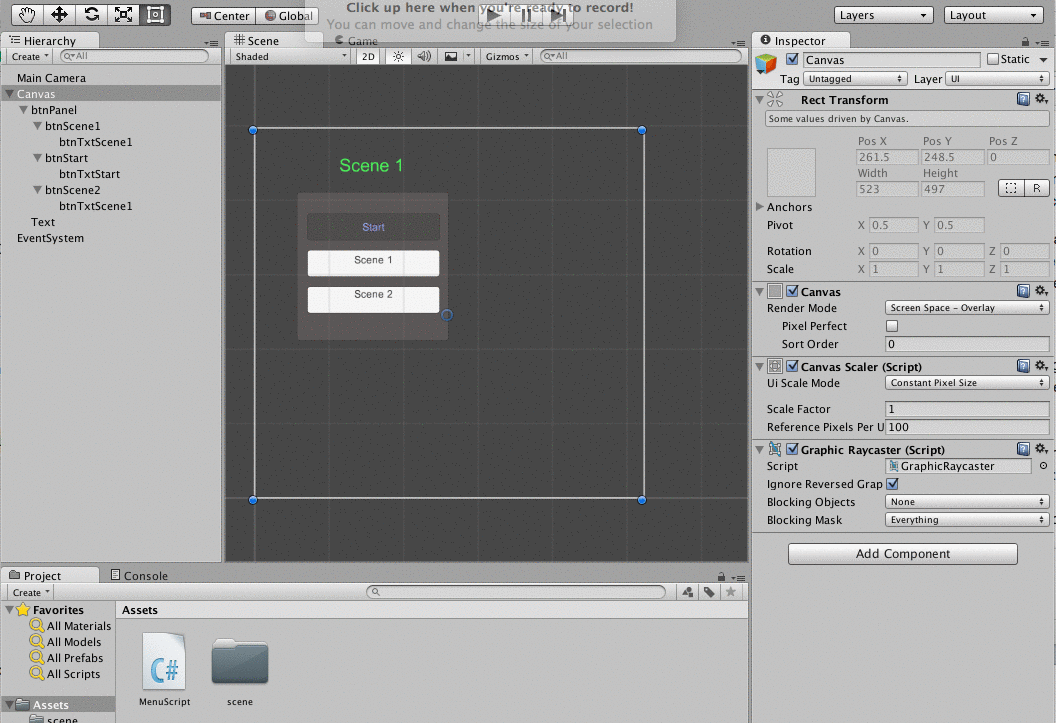 Click up here when you're ready to record!
You can move and change the size of your selection
Center
Global
Layers
Layout
Hierarchy
Create
All
Main Camera
Canvas
btnPanel
btnScene1
btnTxtScene1
btnStart
btnTxtStart
btnScene2
btnTxtScene1
Text
EventSystem
Scene
Game
Shaded
2D
Gizmos
All
Scene 1
Start
Scene 1
Scene 2
Inspector
Canvas
Static
Tag
Untagged
Layer
UI
Rect Transform
Some values driven by Canvas.
Pos X Pos Y Pos Z
261.5 248.5 0
Width Height
523 497
R
Anchors
Pivot X 0.5 Y 0.5
Rotation X 0 Y 0 Z 0
Scale X 1 Y 1 Z 1
Canvas
Render Mode Screen Space - Overlay
Pixel Perfect
Sort Order 0
Canvas Scaler (Script)
Ui Scale Mode Constant Pixel Size
Scale Factor 1
Reference Pixels Per U 100
Graphic Raycaster (Script)
Script GraphicRaycaster
Ignore Reversed Grap
Blocking Objects None
Blocking Mask Everything
Add Component
Project
Console
Create
Favorites
All Materials
All Models
All Prefabs
All Scripts
Assets
scene
Assets
C#
MenuScript
scene